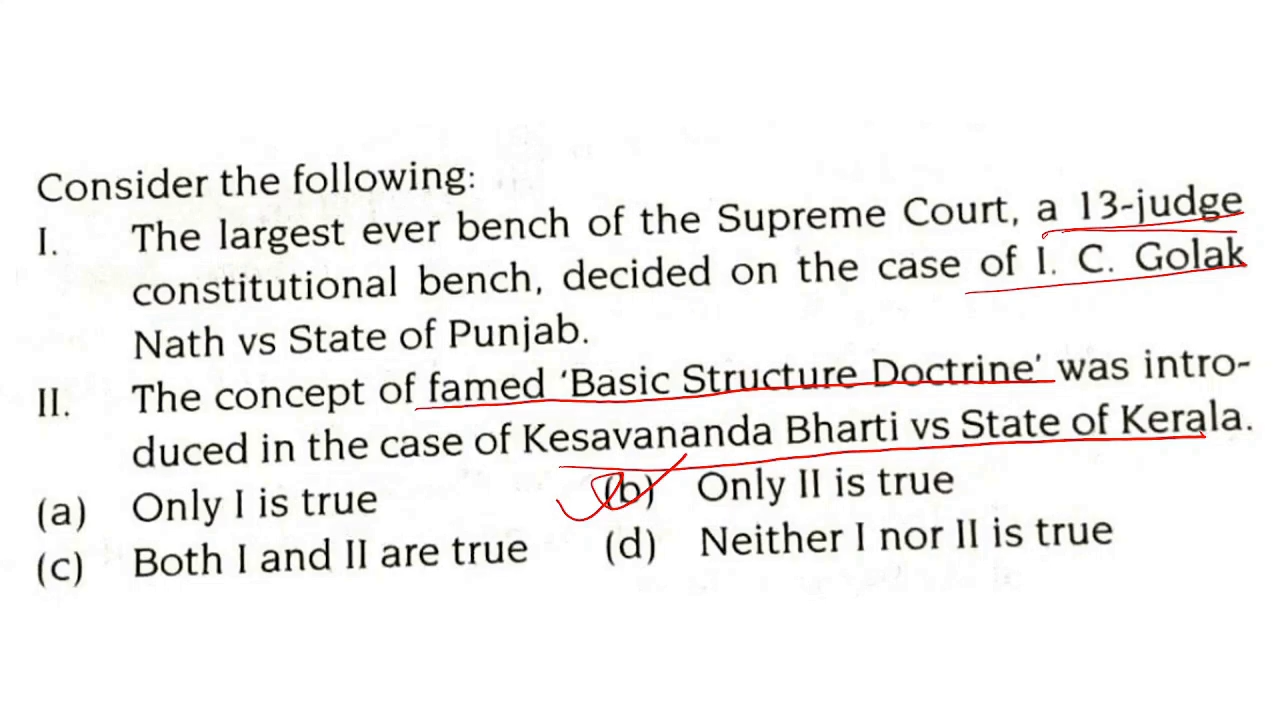 Consider the following:
I. The largest ever bench of the Supreme Court, a 13-judge
constitutional bench, decided on the case of I. C. Golak
Nath vs State of Punjab.
II. The concept of famed ‘Basic Structure Doctrine’ was intro-
duced in the case of Kesavananda Bharti vs State of Kerala.
(a) Only I is true (b) Only II is true
(c) Both I and II are true (d) Neither I nor II is true